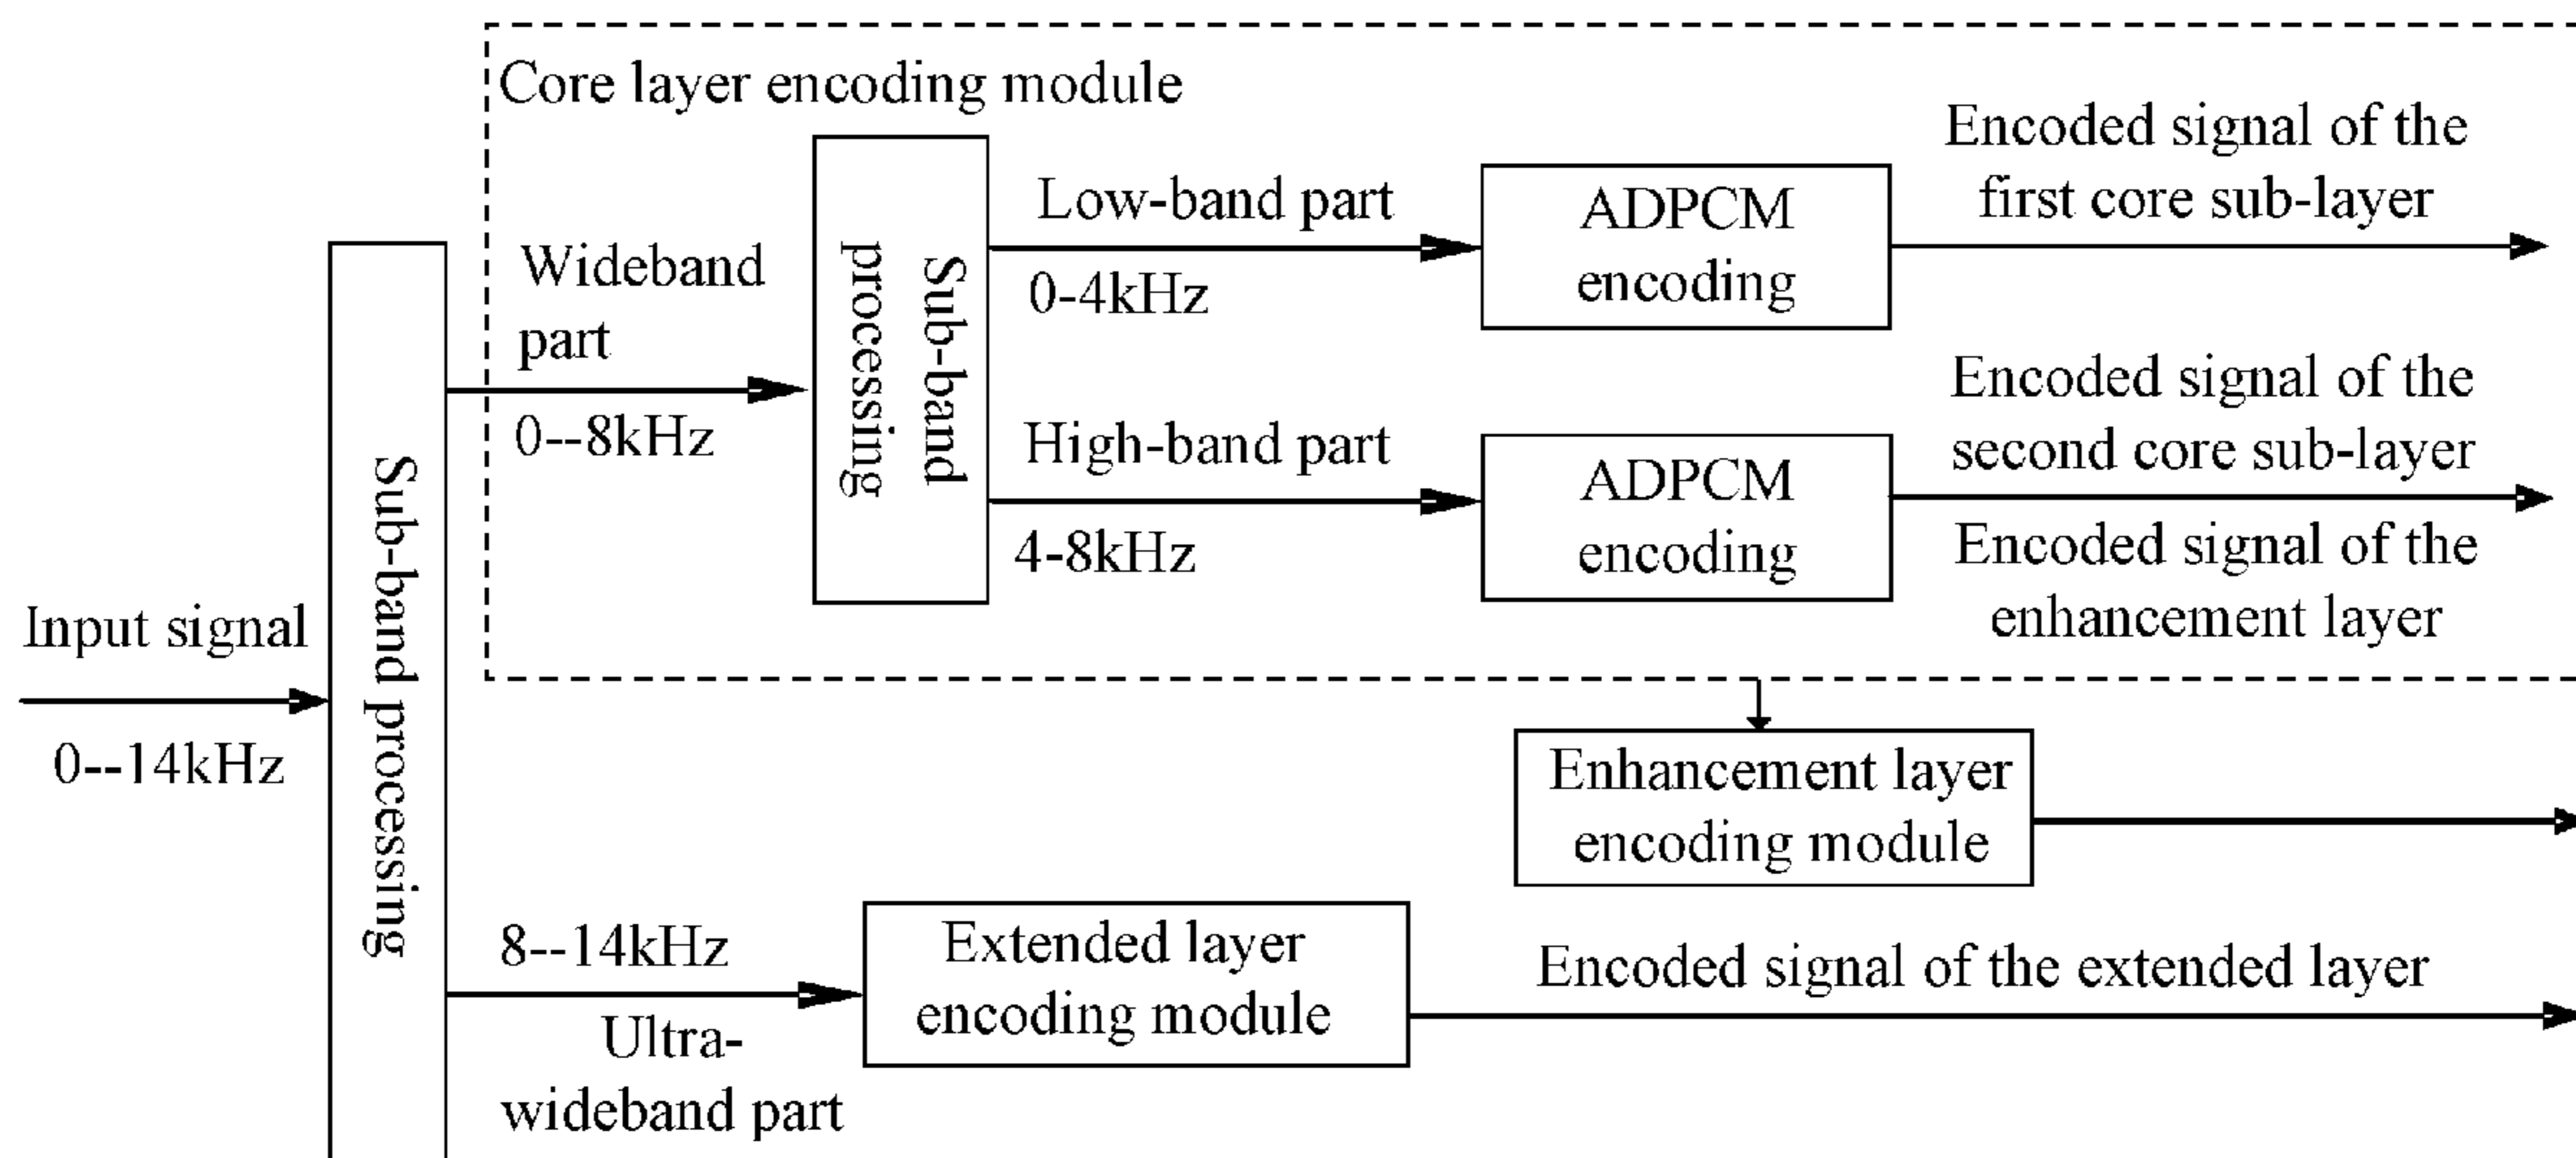 Core layer encoding module
Input signal
0--14kHz
Sub-band processing
Wideband
part
0--8kHz
Sub-band
processing
Low-band part
0-4kHz
ADPCM
encoding
Encoded signal of the
first core sub-layer
High-band part
4-8kHz
ADPCM
encoding
Encoded signal of the
second core sub-layer
Encoded signal of the
enhancement layer
Enhancement layer
encoding module
8--14kHz
Ultra-
wideband part
Extended layer
encoding module
Encoded signal of the extended layer